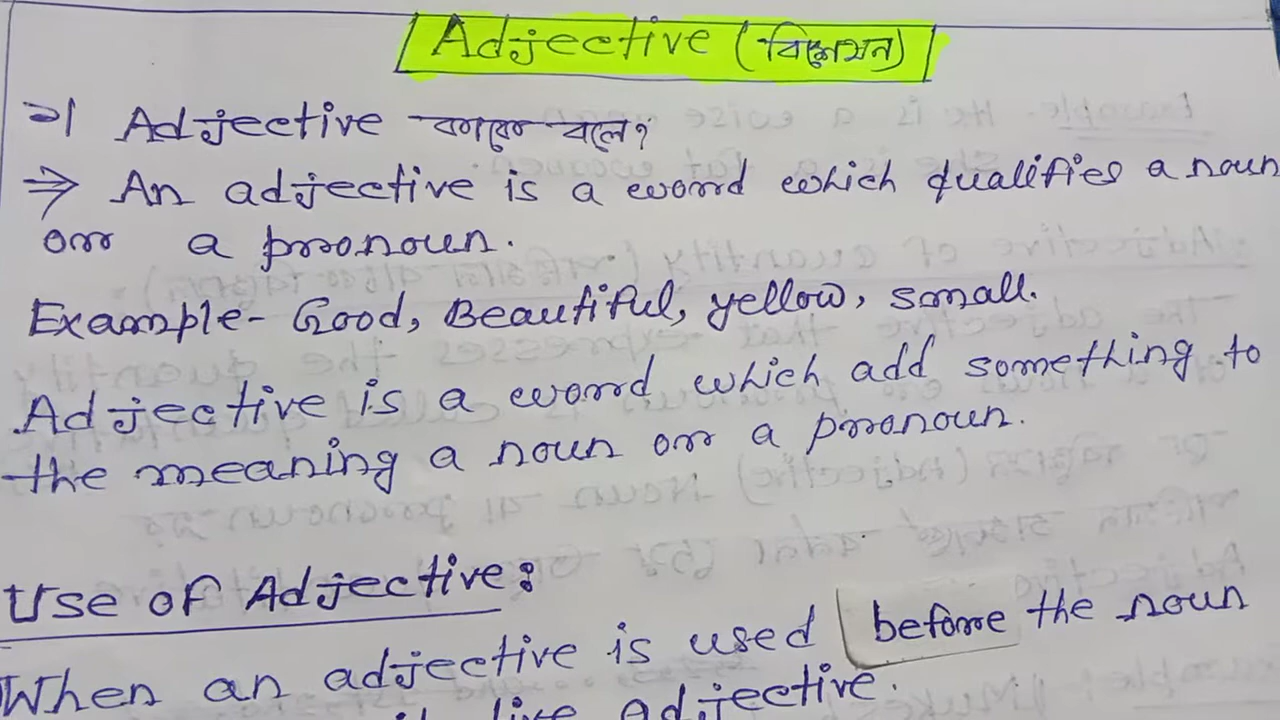 Adjective (বিশেষন)
১। Adjective কাকে বলে?
⇒ An adjective is a word which qualifies a noun
or a pronoun.
Example - Good, Beautiful, yellow, small.
Adjective is a word which add something to
the meaning a noun or a pronoun.
Use of Adjective:
When an adjective is used before the noun
adjective.